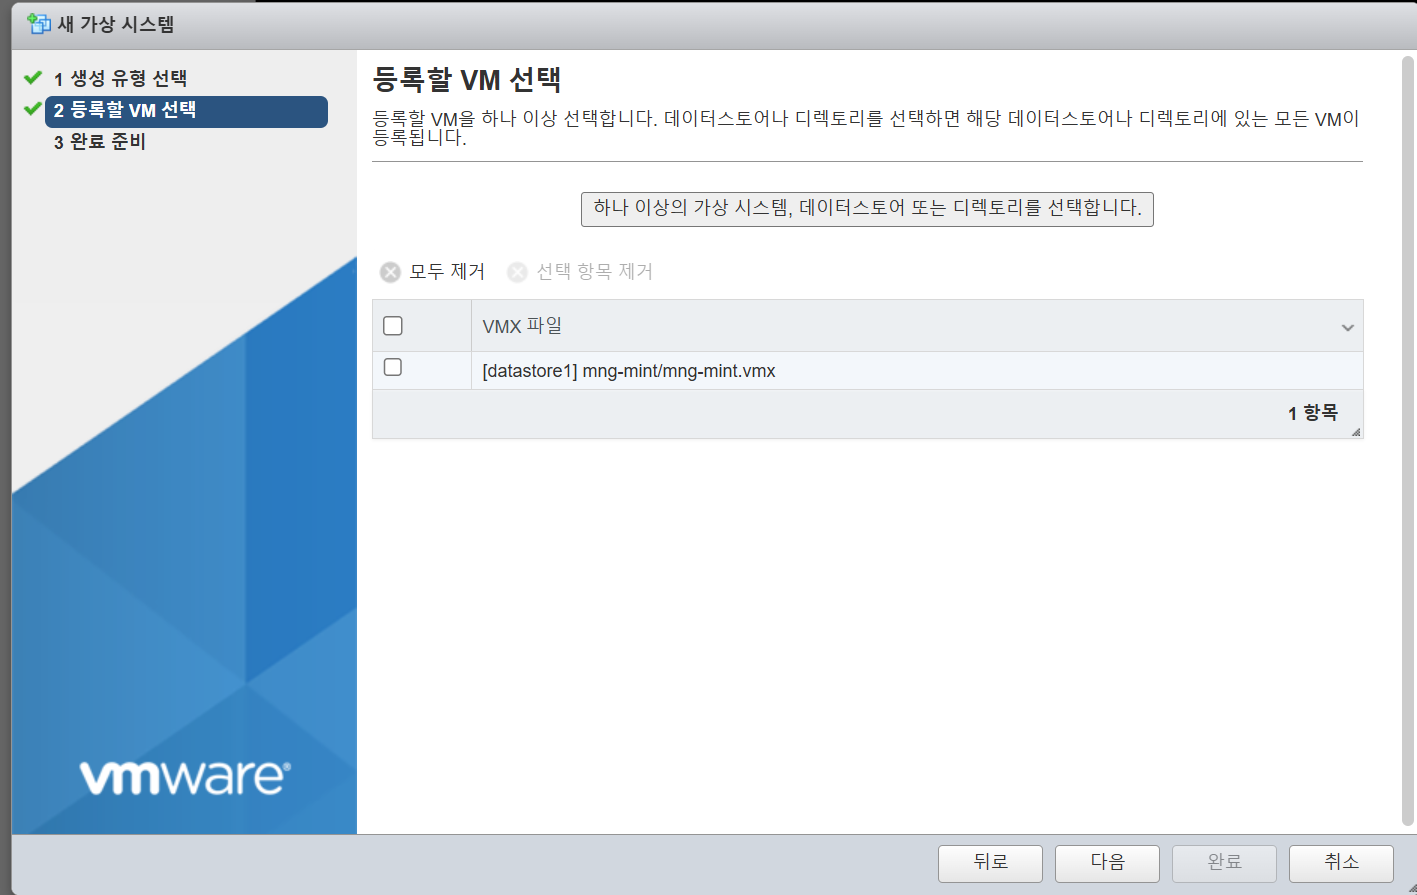 새 가상 시스템
1 생성 유형 선택
2 등록할 VM 선택
3 완료 준비
등록할 VM 선택
등록할 VM을 하나 이상 선택합니다. 데이터스토어나 디렉토리를 선택하면 해당 데이터스토어나 디렉토리에 있는 모든 VM이
등록됩니다.
하나 이상의 가상 시스템, 데이터스토어 또는 디렉토리를 선택합니다.
모두 제거 선택 항목 제거
VMX 파일
[datastore1] mng-mint/mng-mint.vmx
1 항목
vmware®
뒤로 다음 완료 취소